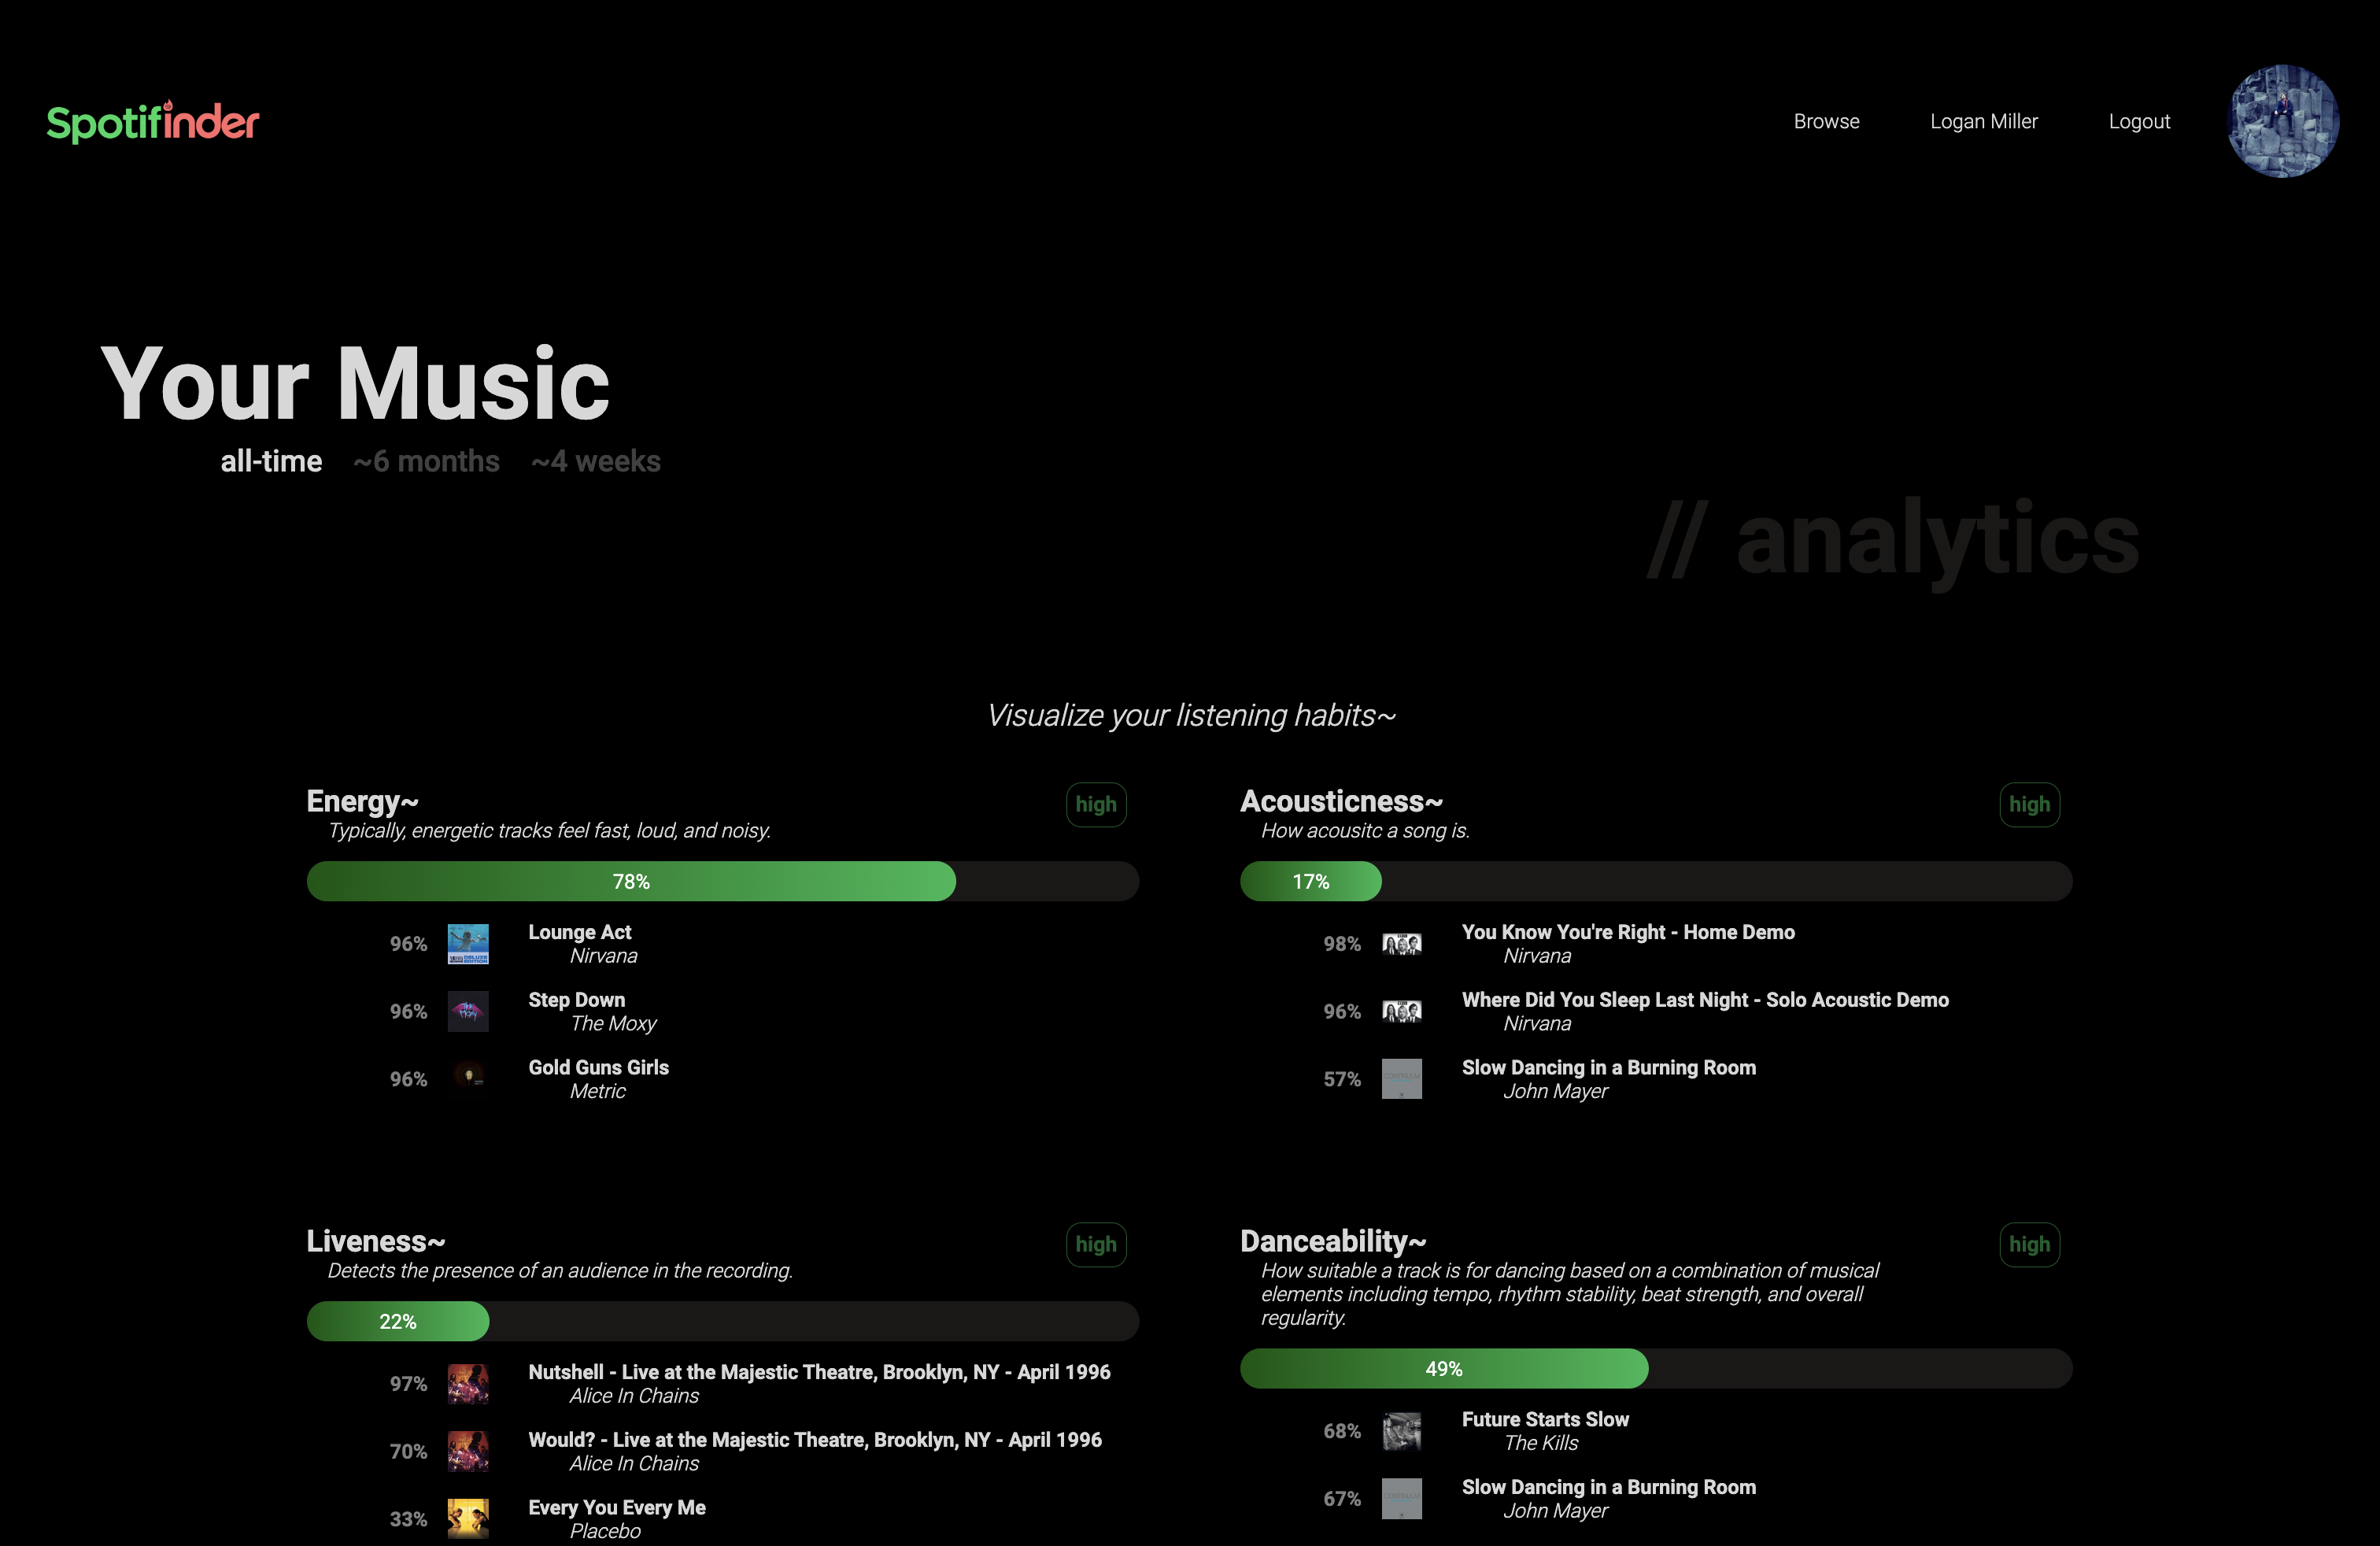 Spotifinder
Browse
Logan Miller
Logout
Your Music
all-time
~6 months
~4 weeks
// analytics
Visualize your listening habits~
Energy~
high
Typically, energetic tracks feel fast, loud, and noisy.
78%
96%
Lounge Act
Nirvana
96%
Step Down
The Moxy
96%
Gold Guns Girls
Metric
Acousticness~
high
How acousitc a song is.
17%
98%
You Know You're Right - Home Demo
Nirvana
96%
Where Did You Sleep Last Night - Solo Acoustic Demo
Nirvana
57%
Slow Dancing in a Burning Room
John Mayer
Liveness~
high
Detects the presence of an audience in the recording.
22%
97%
Nutshell - Live at the Majestic Theatre, Brooklyn, NY - April 1996
Alice In Chains
70%
Would? - Live at the Majestic Theatre, Brooklyn, NY - April 1996
Alice In Chains
33%
Every You Every Me
Placebo
Danceability~
high
How suitable a track is for dancing based on a combination of musical
elements including tempo, rhythm stability, beat strength, and overall
regularity.
49%
68%
Future Starts Slow
The Kills
67%
Slow Dancing in a Burning Room
John Mayer